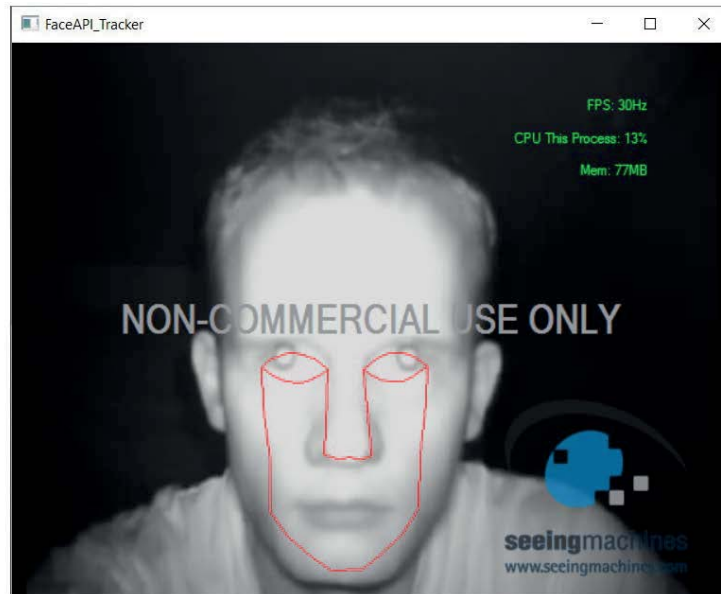 FaceAPI_Tracker
FPS: 30Hz
CPU This Process: 13%
Mem: 77MB
NON-COMMERCIAL USE ONLY
seeingmachines
www.seeingmachines.com